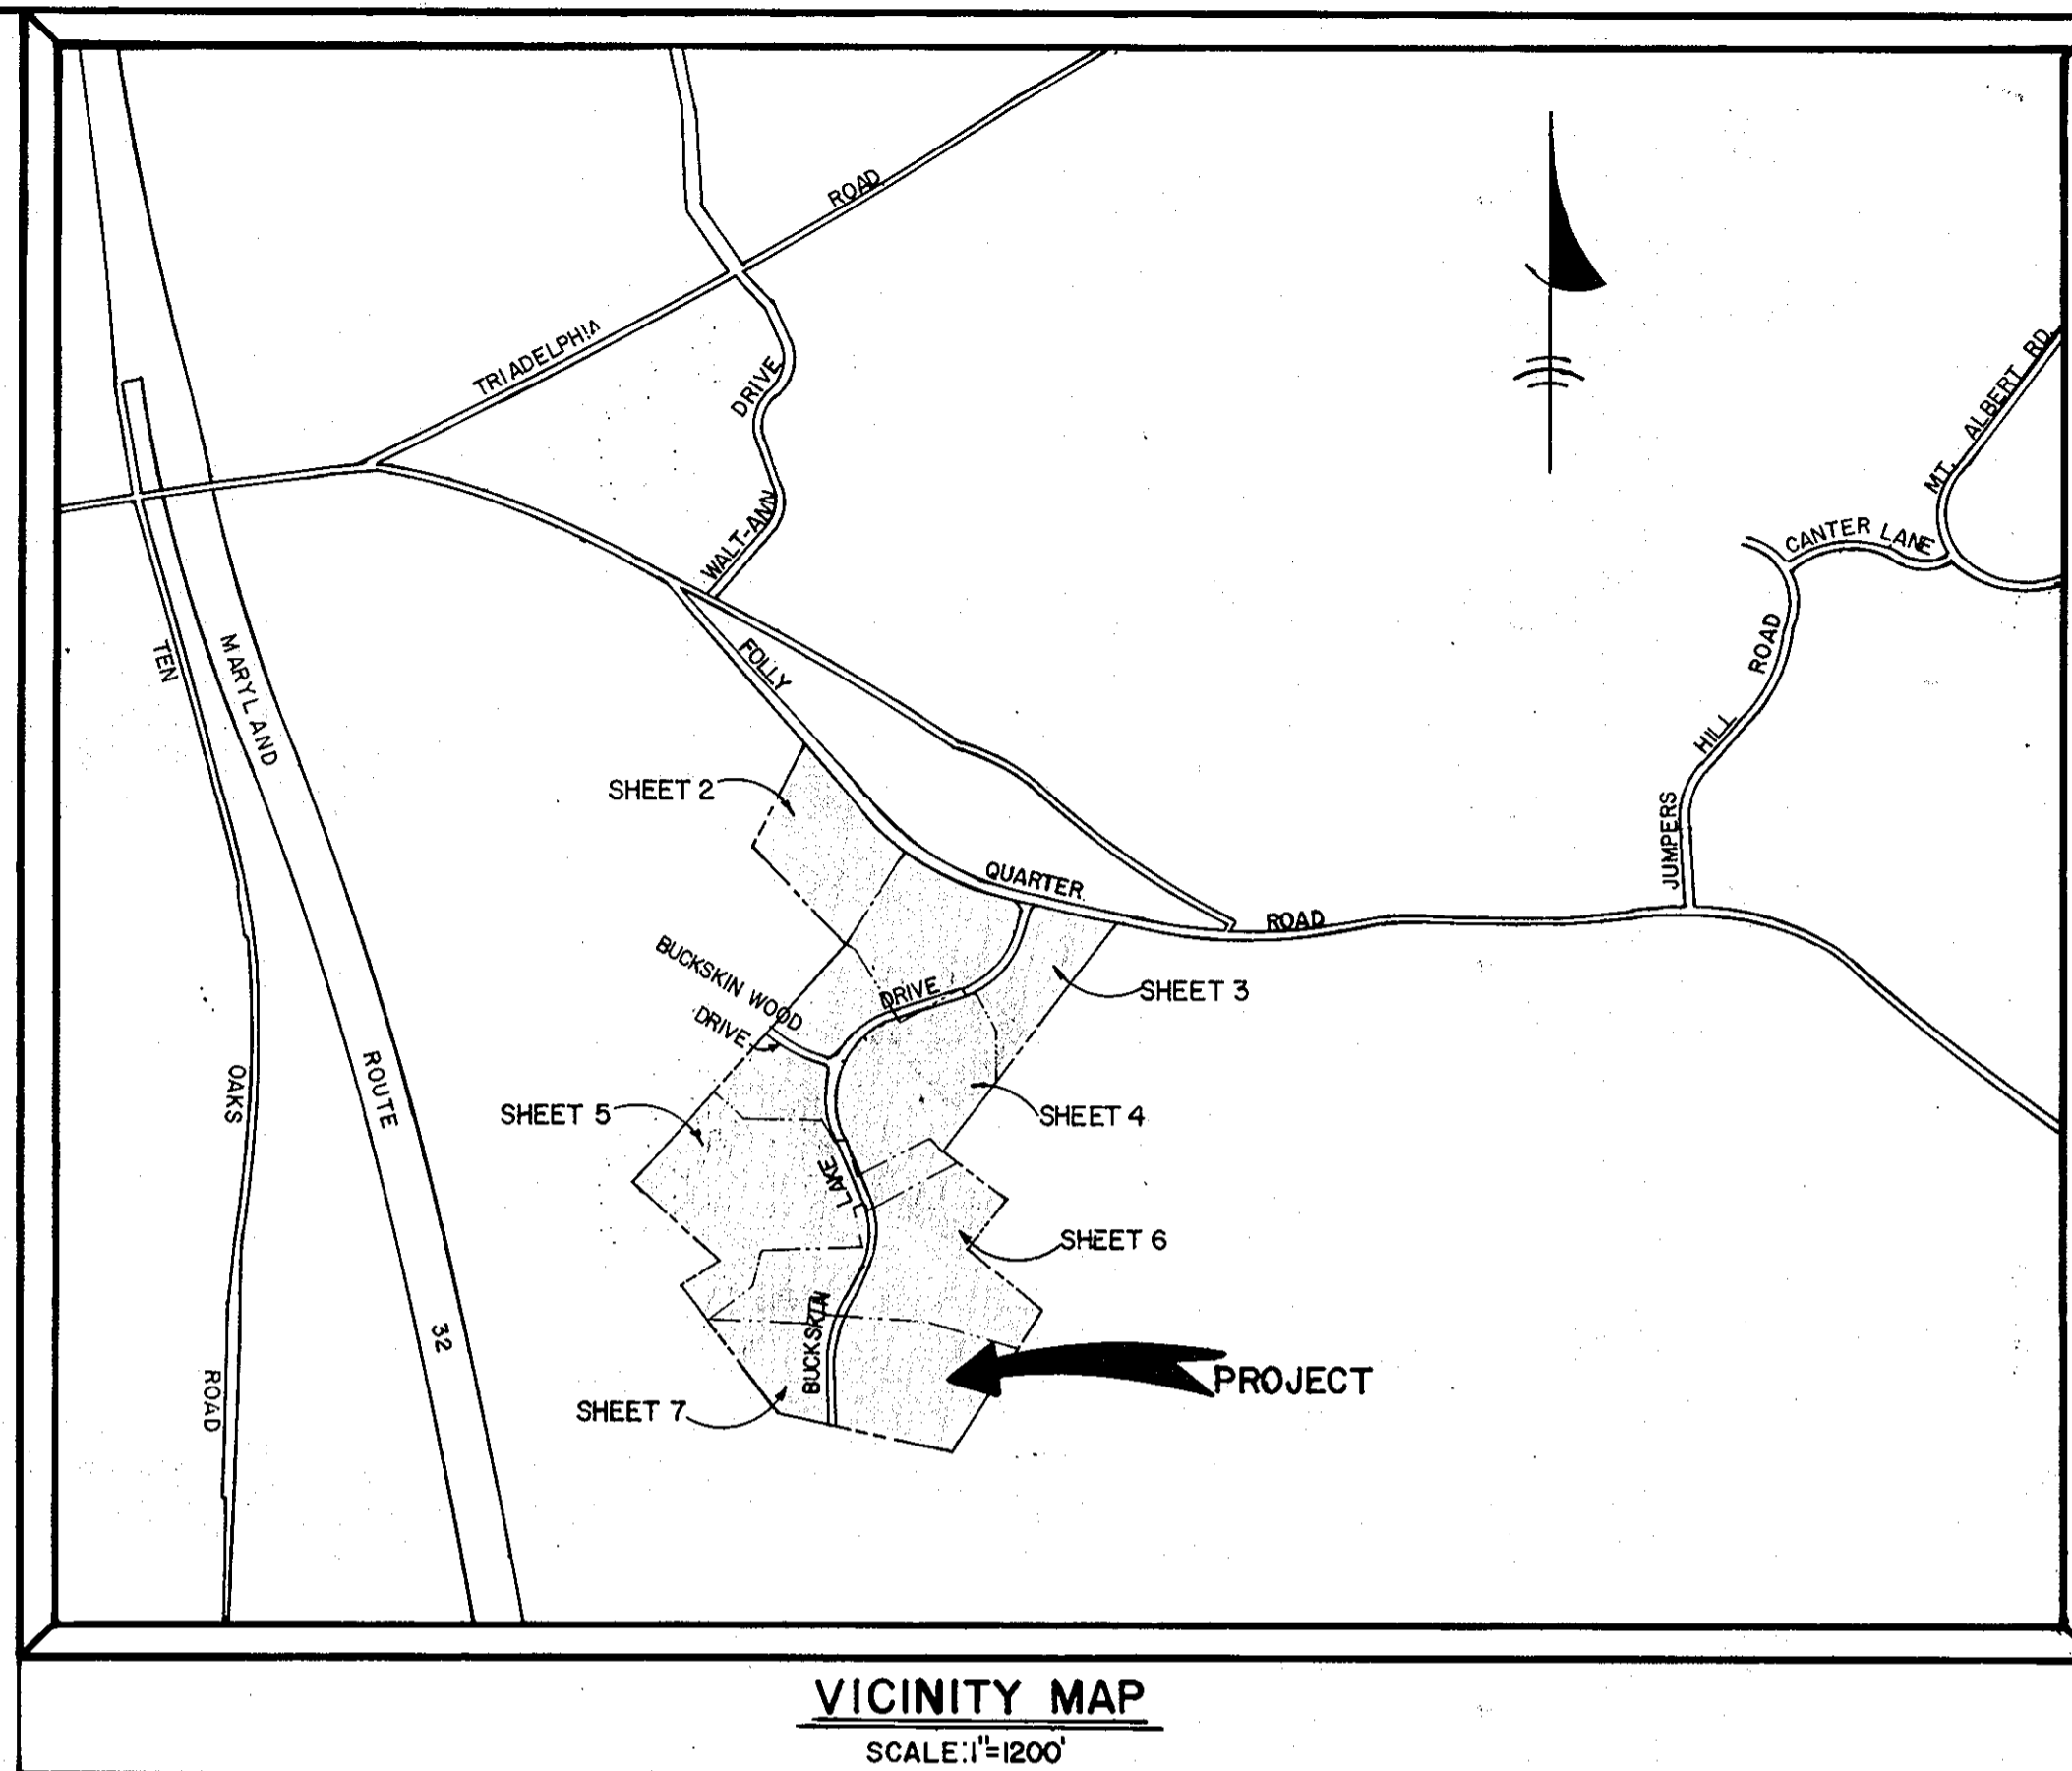 TRIADELPHIA
ROAD
WALT-ANN
DRIVE
MT. ALBERT RD.
CANTER LANE
JUMPERS
HILL
ROAD
TEN
OAKS
ROAD
MARYLAND
ROUTE
32
FOLLY
QUARTER
ROAD
SHEET 2
BUCKSKIN WOOD
DRIVE
DRIVE
LAKE
BUCKSKIN
SHEET 3
SHEET 4
SHEET 5
SHEET 6
SHEET 7
PROJECT
VICINITY MAP
SCALE:1"=1200'